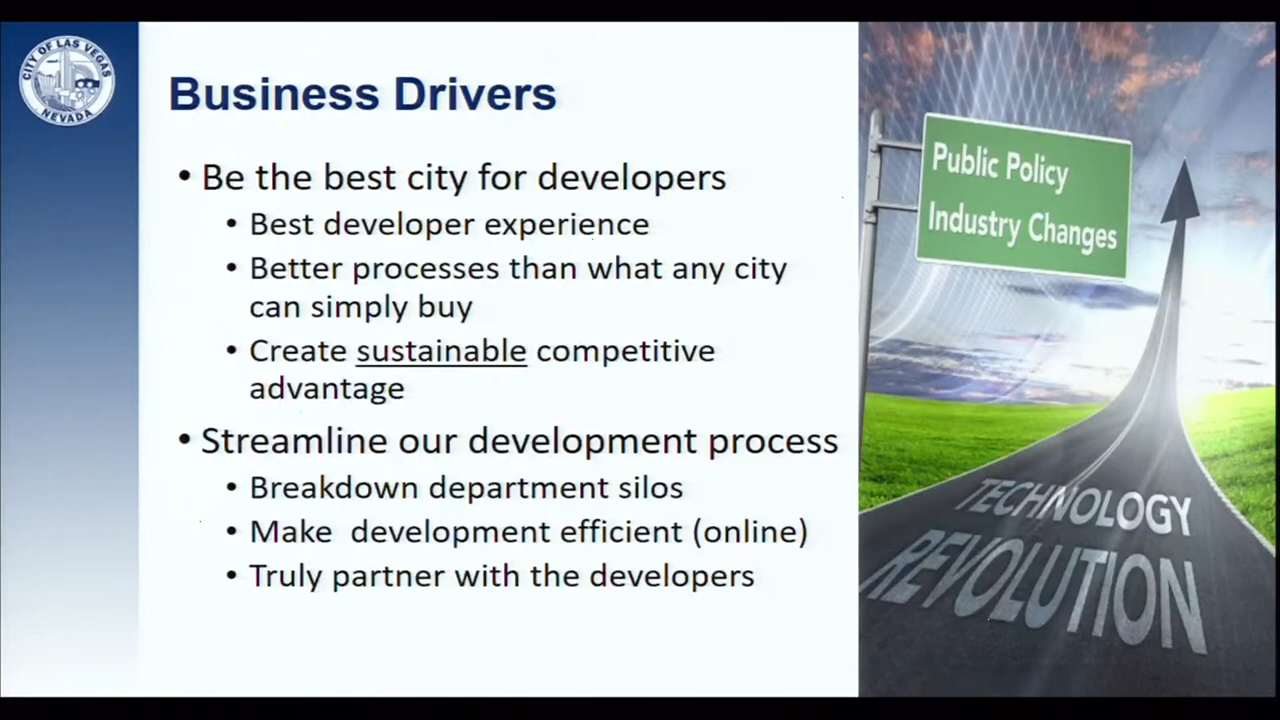 CITY OF LAS VEGAS
NEVADA
Business Drivers
• Be the best city for developers
• Best developer experience
• Better processes than what any city
can simply buy
• Create sustainable competitive
advantage
• Streamline our development process
• Breakdown department silos
• Make  development efficient (online)
• Truly partner with the developers
Public Policy
Industry Changes
TECHNOLOGY
REVOLUTION